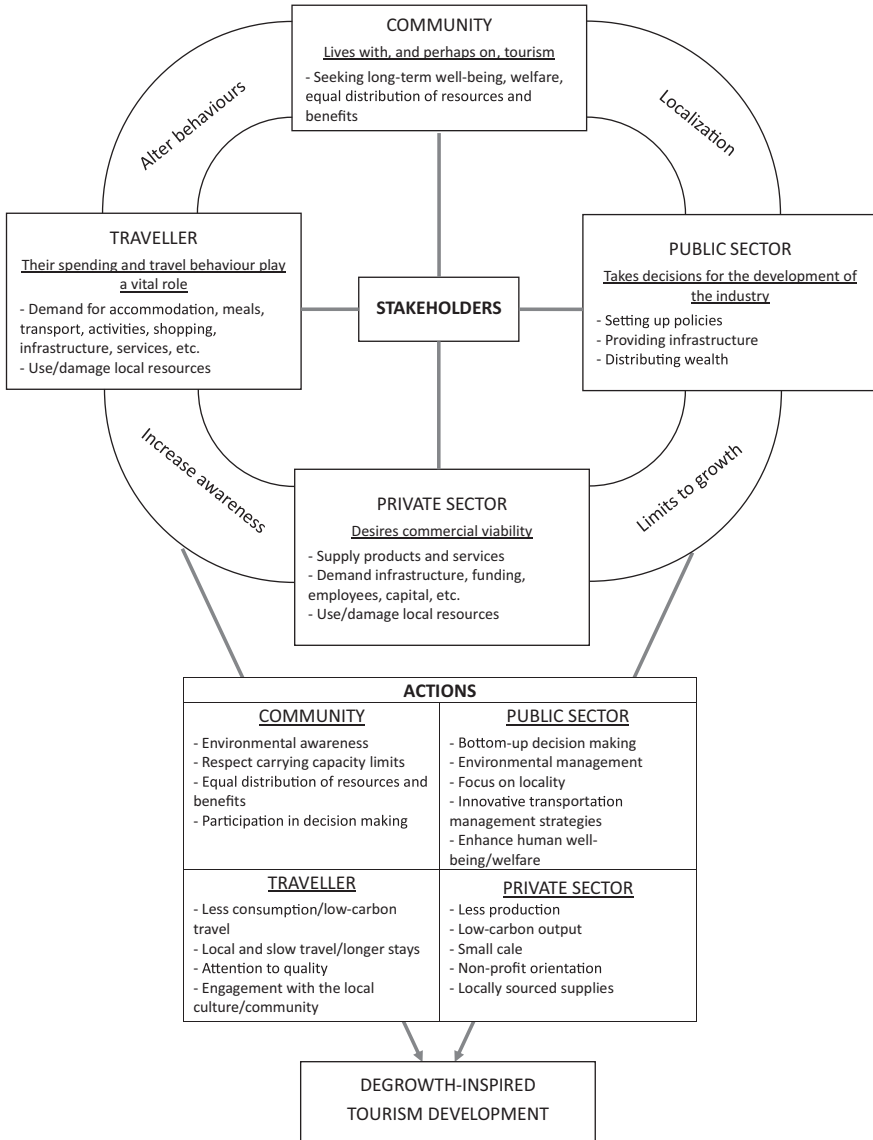 COMMUNITY
Lives with, and perhaps on, tourism
- Seeking long-term well-being, welfare,
equal distribution of resources and
benefits
Alter behaviours
Localization
TRAVELLER
Their spending and travel behaviour play
a vital role
- Demand for accommodation, meals,
transport, activities, shopping,
infrastructure, services, etc.
- Use/damage local resources
STAKEHOLDERS
PUBLIC SECTOR
Takes decisions for the development of
the industry
- Setting up policies
- Providing infrastructure
- Distributing wealth
Increase awareness
Limits to growth
PRIVATE SECTOR
Desires commercial viability
- Supply products and services
- Demand infrastructure, funding,
employees, capital, etc.
- Use/damage local resources
ACTIONS
COMMUNITY
- Environmental awareness
- Respect carrying capacity limits
- Equal distribution of resources and
benefits
- Participation in decision making
PUBLIC SECTOR
- Bottom-up decision making
- Environmental management
- Focus on locality
- Innovative transportation
management strategies
- Enhance human well-
being/welfare
TRAVELLER
- Less consumption/low-carbon
travel
- Local and slow travel/longer stays
- Attention to quality
- Engagement with the local
culture/community
PRIVATE SECTOR
- Less production
- Low-carbon output
- Small cale
- Non-profit orientation
- Locally sourced supplies
DEGROWTH-INSPIRED
TOURISM DEVELOPMENT